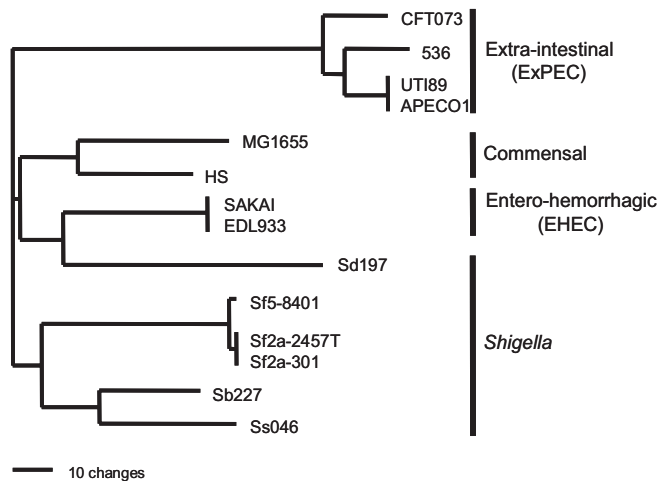 CFT073
536
UTI89
APECO1
Extra-intestinal
(ExPEC)
MG1655
HS
Commensal
SAKAI
EDL933
Entero-hemorrhagic
(EHEC)
Sd197
Sf5-8401
Sf2a-2457T
Sf2a-301
Sb227
Ss046
Shigella
10 changes